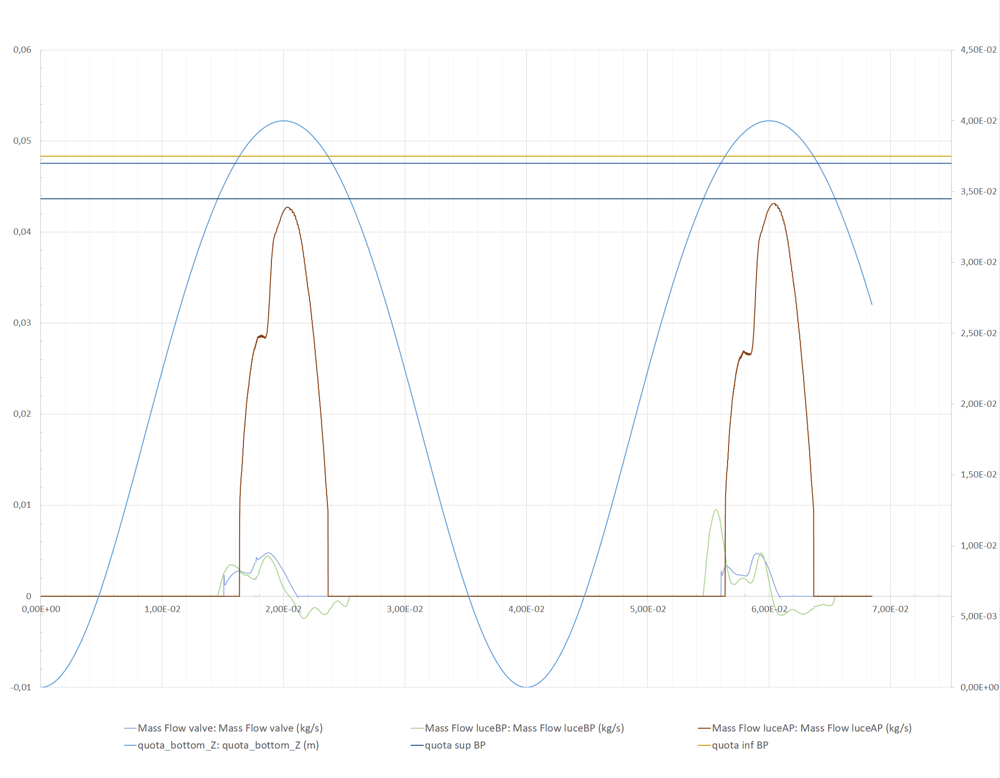 0,06
4,50E-02
4,00E-02
0,05
3,50E-02
0,04
3,00E-02
0,03
2,50E-02
0,02
2,00E-02
1,50E-02
0,01
1,00E-02
0
0,00E+00 1,00E-02 2,00E-02 3,00E-02 4,00E-02 5,00E-02 6,00E-02 7,00E-02
5,00E-03
-0,01
0,00E+00
Mass Flow valve: Mass Flow valve (kg/s) Mass Flow luceBP: Mass Flow luceBP (kg/s) Mass Flow luceAP: Mass Flow luceAP (kg/s)
quota_bottom_Z: quota_bottom_Z (m) quota sup BP quota inf BP